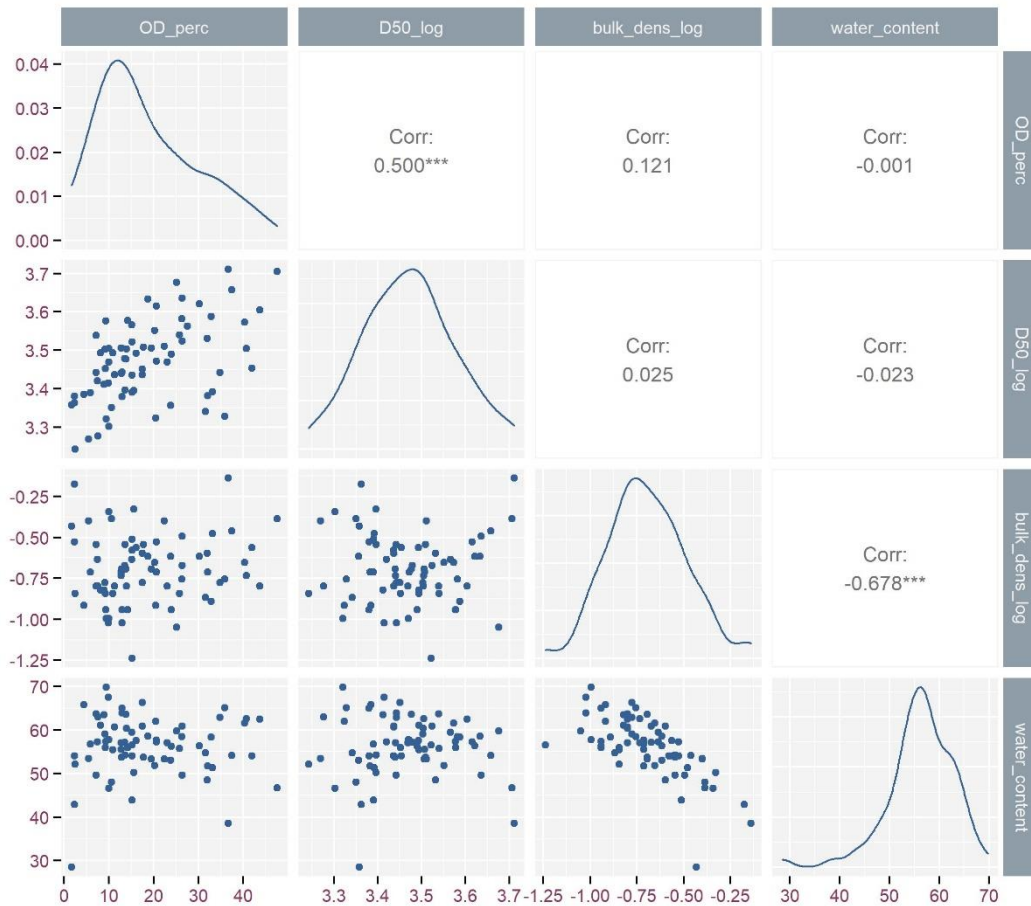 OD_perc D50_log bulk_dens_log water_content
0.04
0.03
0.02
0.01
0.00
Corr:
0.500***
Corr:
0.121
Corr:
-0.001
OD_perc
3.7
3.6
3.5
3.4
3.3
Corr:
0.025
Corr:
-0.023
D50_log
-0.25
-0.50
-0.75
-1.00
-1.25
Corr:
-0.678***
bulk_dens_log
70
60
50
40
30
water_content
0 10 20 30 40 3.3 3.4 3.5 3.6 3.7 -1.25 -1.00 -0.75 -0.50 -0.25 30 40 50 60 70